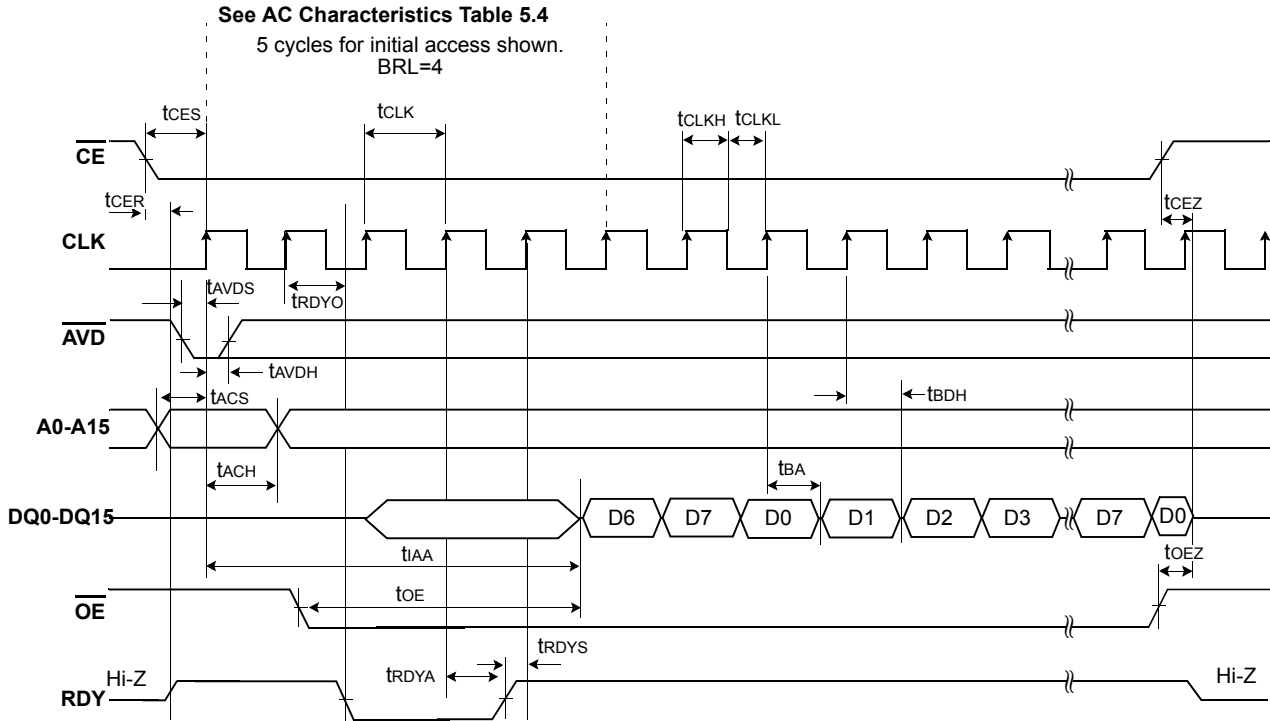 See AC Characteristics Table 5.4
5 cycles for initial access shown.
BRL=4
tCES
tCLK
tCLKH
tCLKL
CE
tCER
tCEZ
CLK
tAVDS
tRDYO
AVD
tAVDH
tACS
tBDH
A0-A15
tACH
tBA
DQ0-DQ15
D6
D7
D0
D1
D2
D3
D7
D0
tIAA
tOEZ
tOE
OE
tRDYS
tRDYA
Hi-Z
Hi-Z
RDY